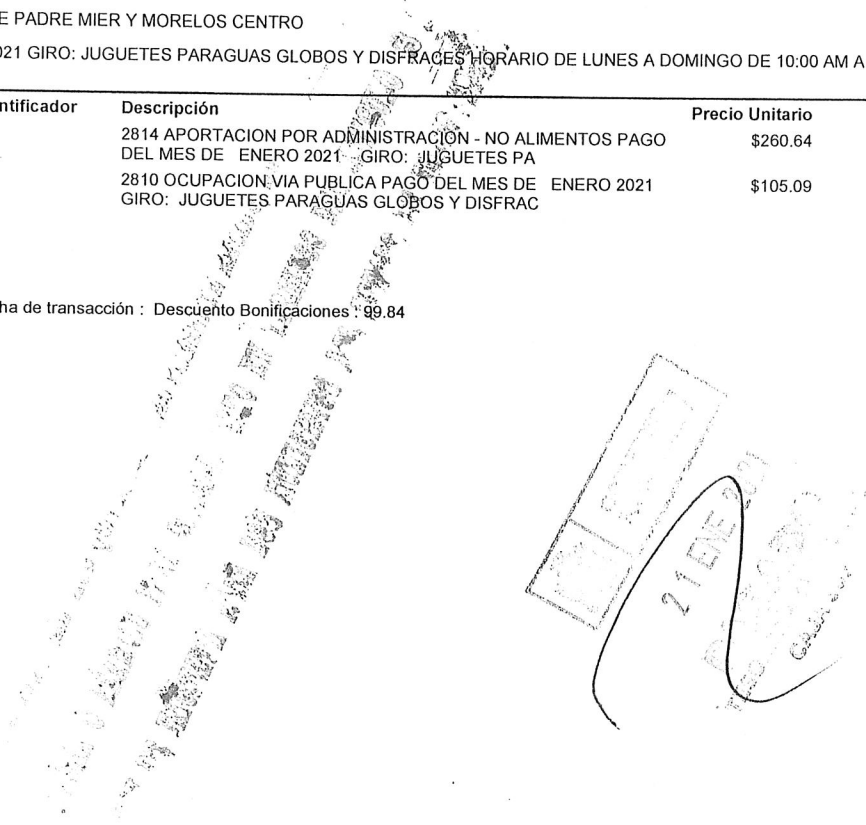 E PADRE MIER Y MORELOS CENTRO
021 GIRO: JUGUETES PARAGUAS GLOBOS Y DISFRACES HORARIO DE LUNES A DOMINGO DE 10:00 AM A
ntificador Descripción Precio Unitario
2814 APORTACION POR ADMINISTRACION - NO ALIMENTOS PAGO $260.64
DEL MES DE ENERO 2021 GIRO: JUGUETES PA
2810 OCUPACION VIA PUBLICA PAGO DEL MES DE ENERO 2021 $105.09
GIRO: JUGUETES PARAGUAS GLOBOS Y DISFRAC
ha de transacción : Descuento Bonificaciones : 99.84
21 ENE